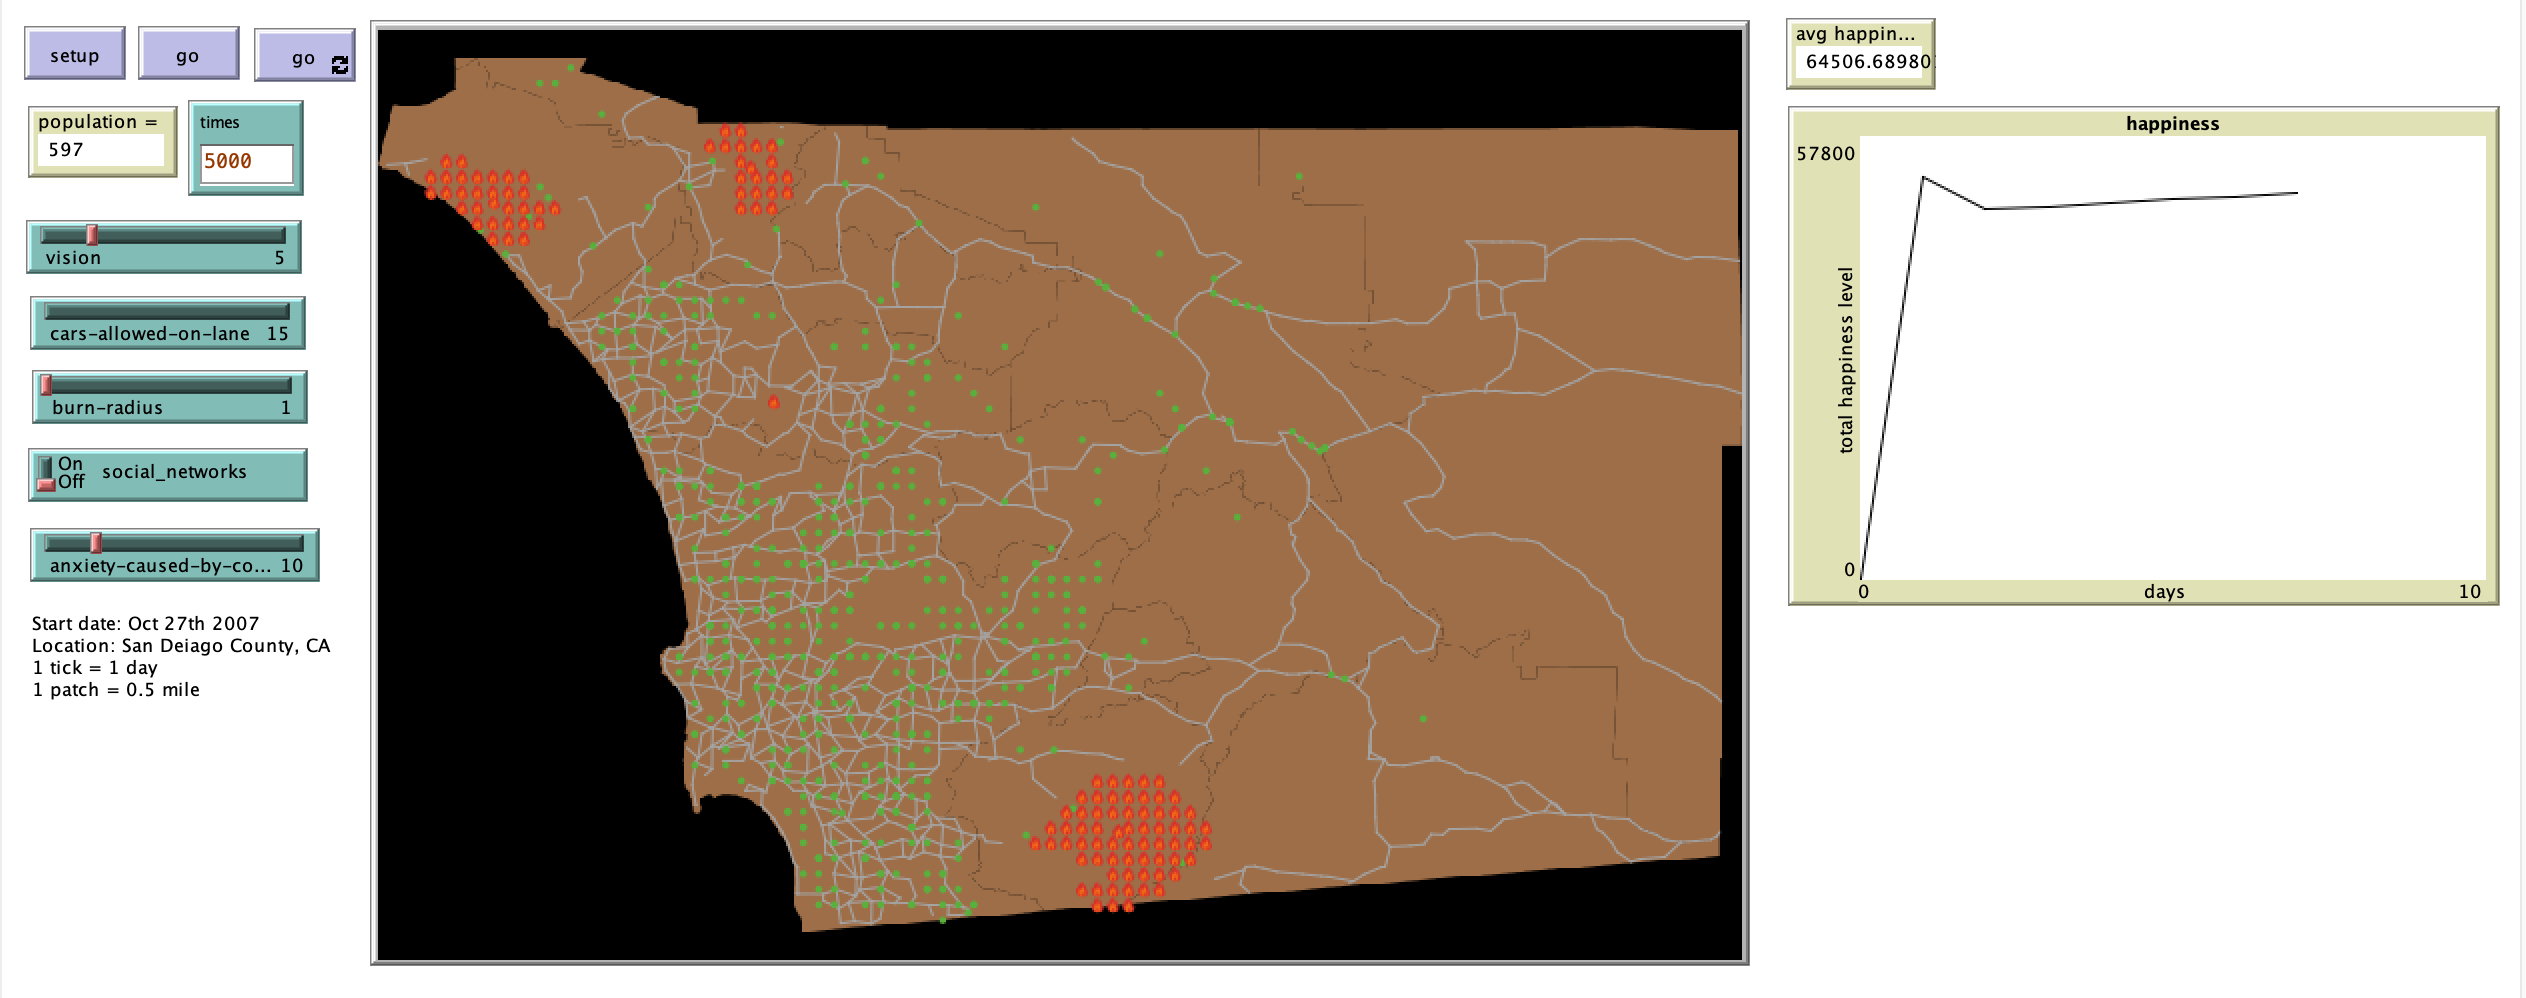 setup
go
go
population =
597
times
5000
vision 5
cars-allowed-on-lane 15
burn-radius 1
On
Off
social_networks
anxiety-caused-by-co... 10
Start date: Oct 27th 2007
Location: San Deiago County, CA
1 tick = 1 day
1 patch = 0.5 mile
avg happin...
64506.68980
happiness
57800
total happiness level
0
0
days
10